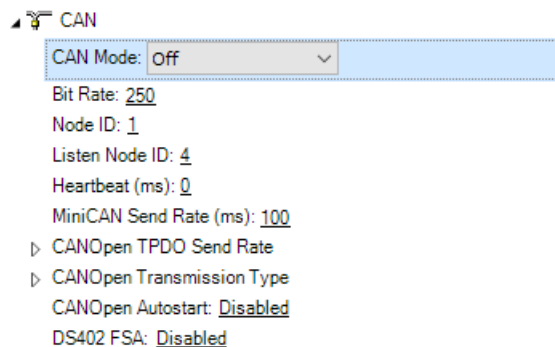 CAN
CAN Mode: Off
Bit Rate: 250
Node ID: 1
Listen Node ID: 4
Heartbeat (ms): 0
MiniCAN Send Rate (ms): 100
CANOpen TPDO Send Rate
CANOpen Transmission Type
CANOpen Autostart: Disabled
DS402 FSA: Disabled